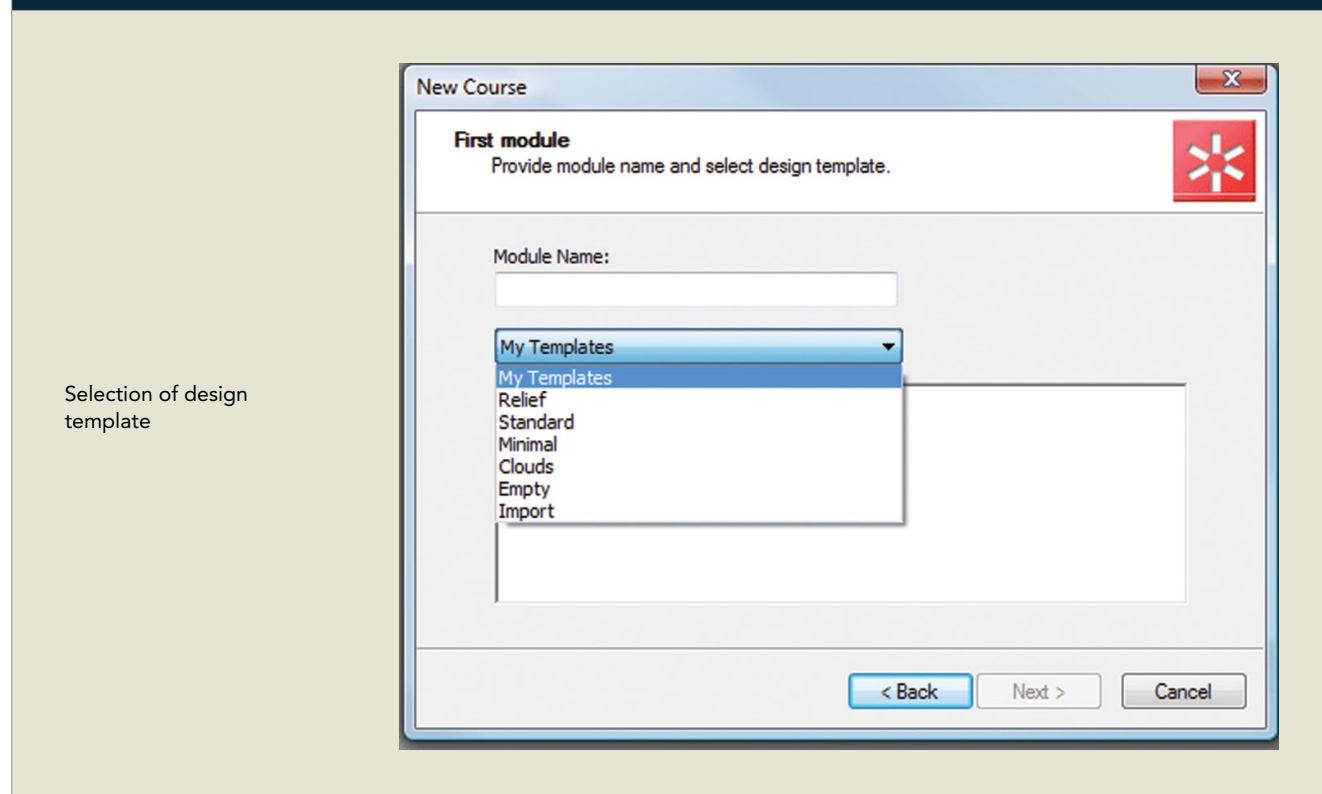 New Course
First module
Provide module name and select design template.
Module Name:
My Templates
My Templates
Relief
Standard
Minimal
Clouds
Empty
Import
Selection of design
template
< Back
Next >
Cancel